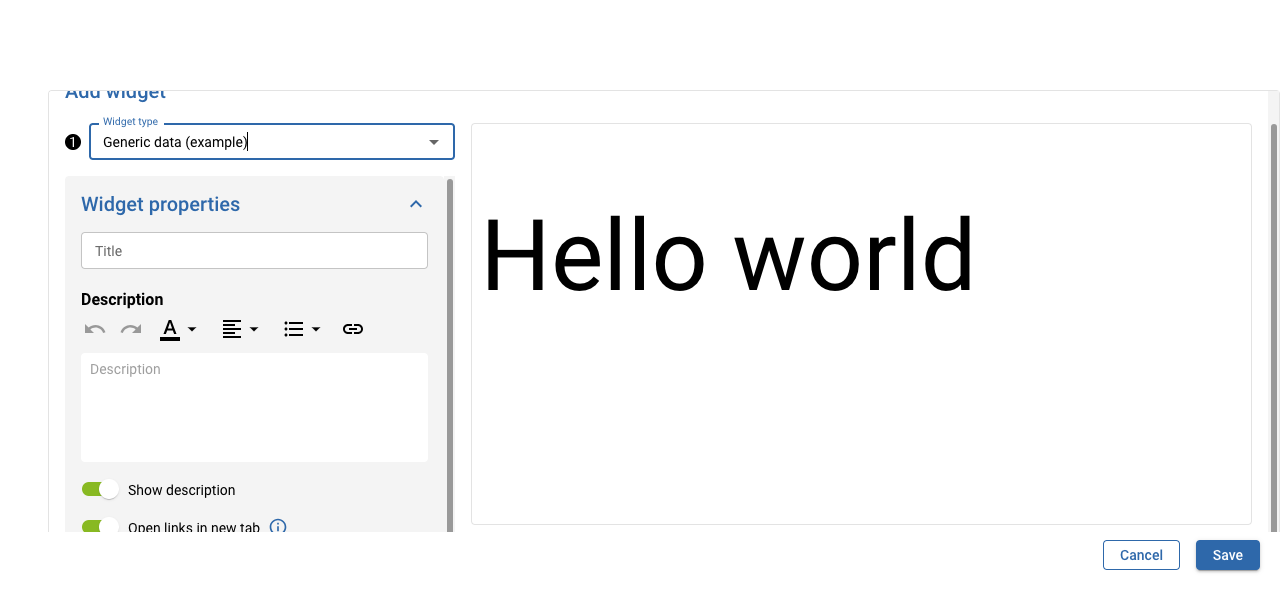 Add widget
Widget type
1
Generic data (example)
Widget properties
Title
Description
A
Description
Show description
Open links in new tab
Hello world
Cancel
Save